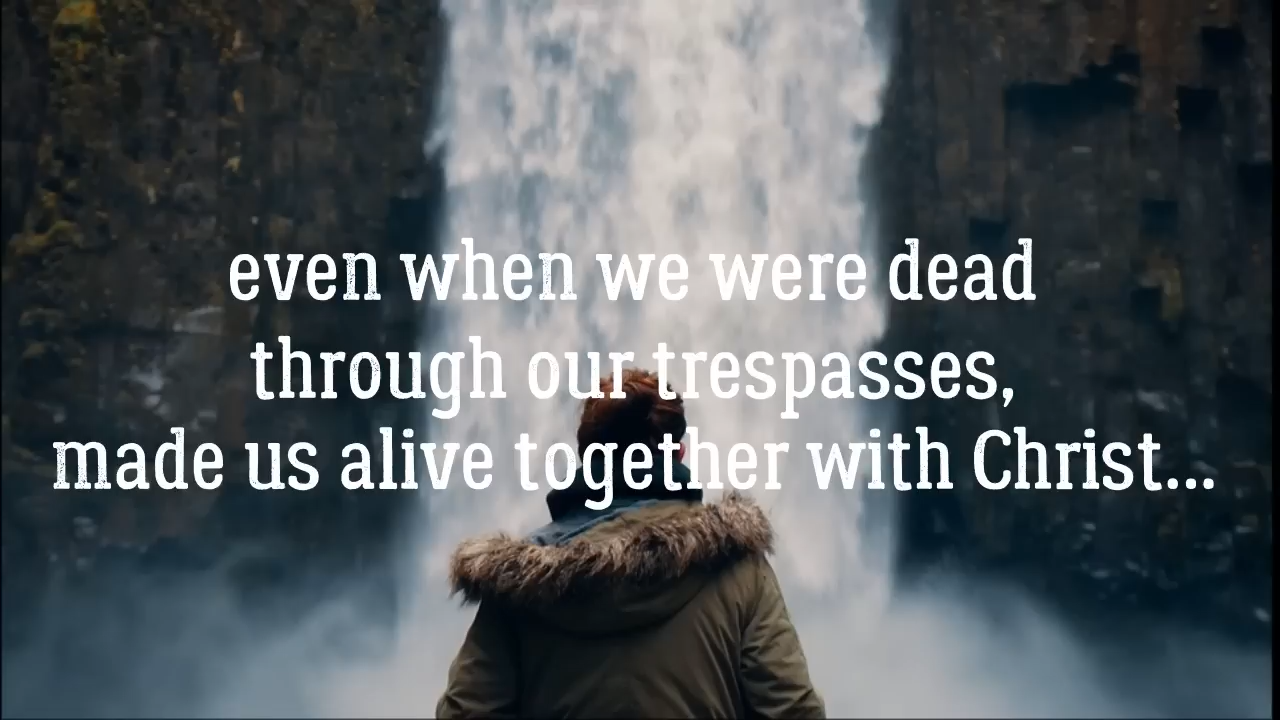 even when we were dead
through our trespasses,
made us alive together with Christ...